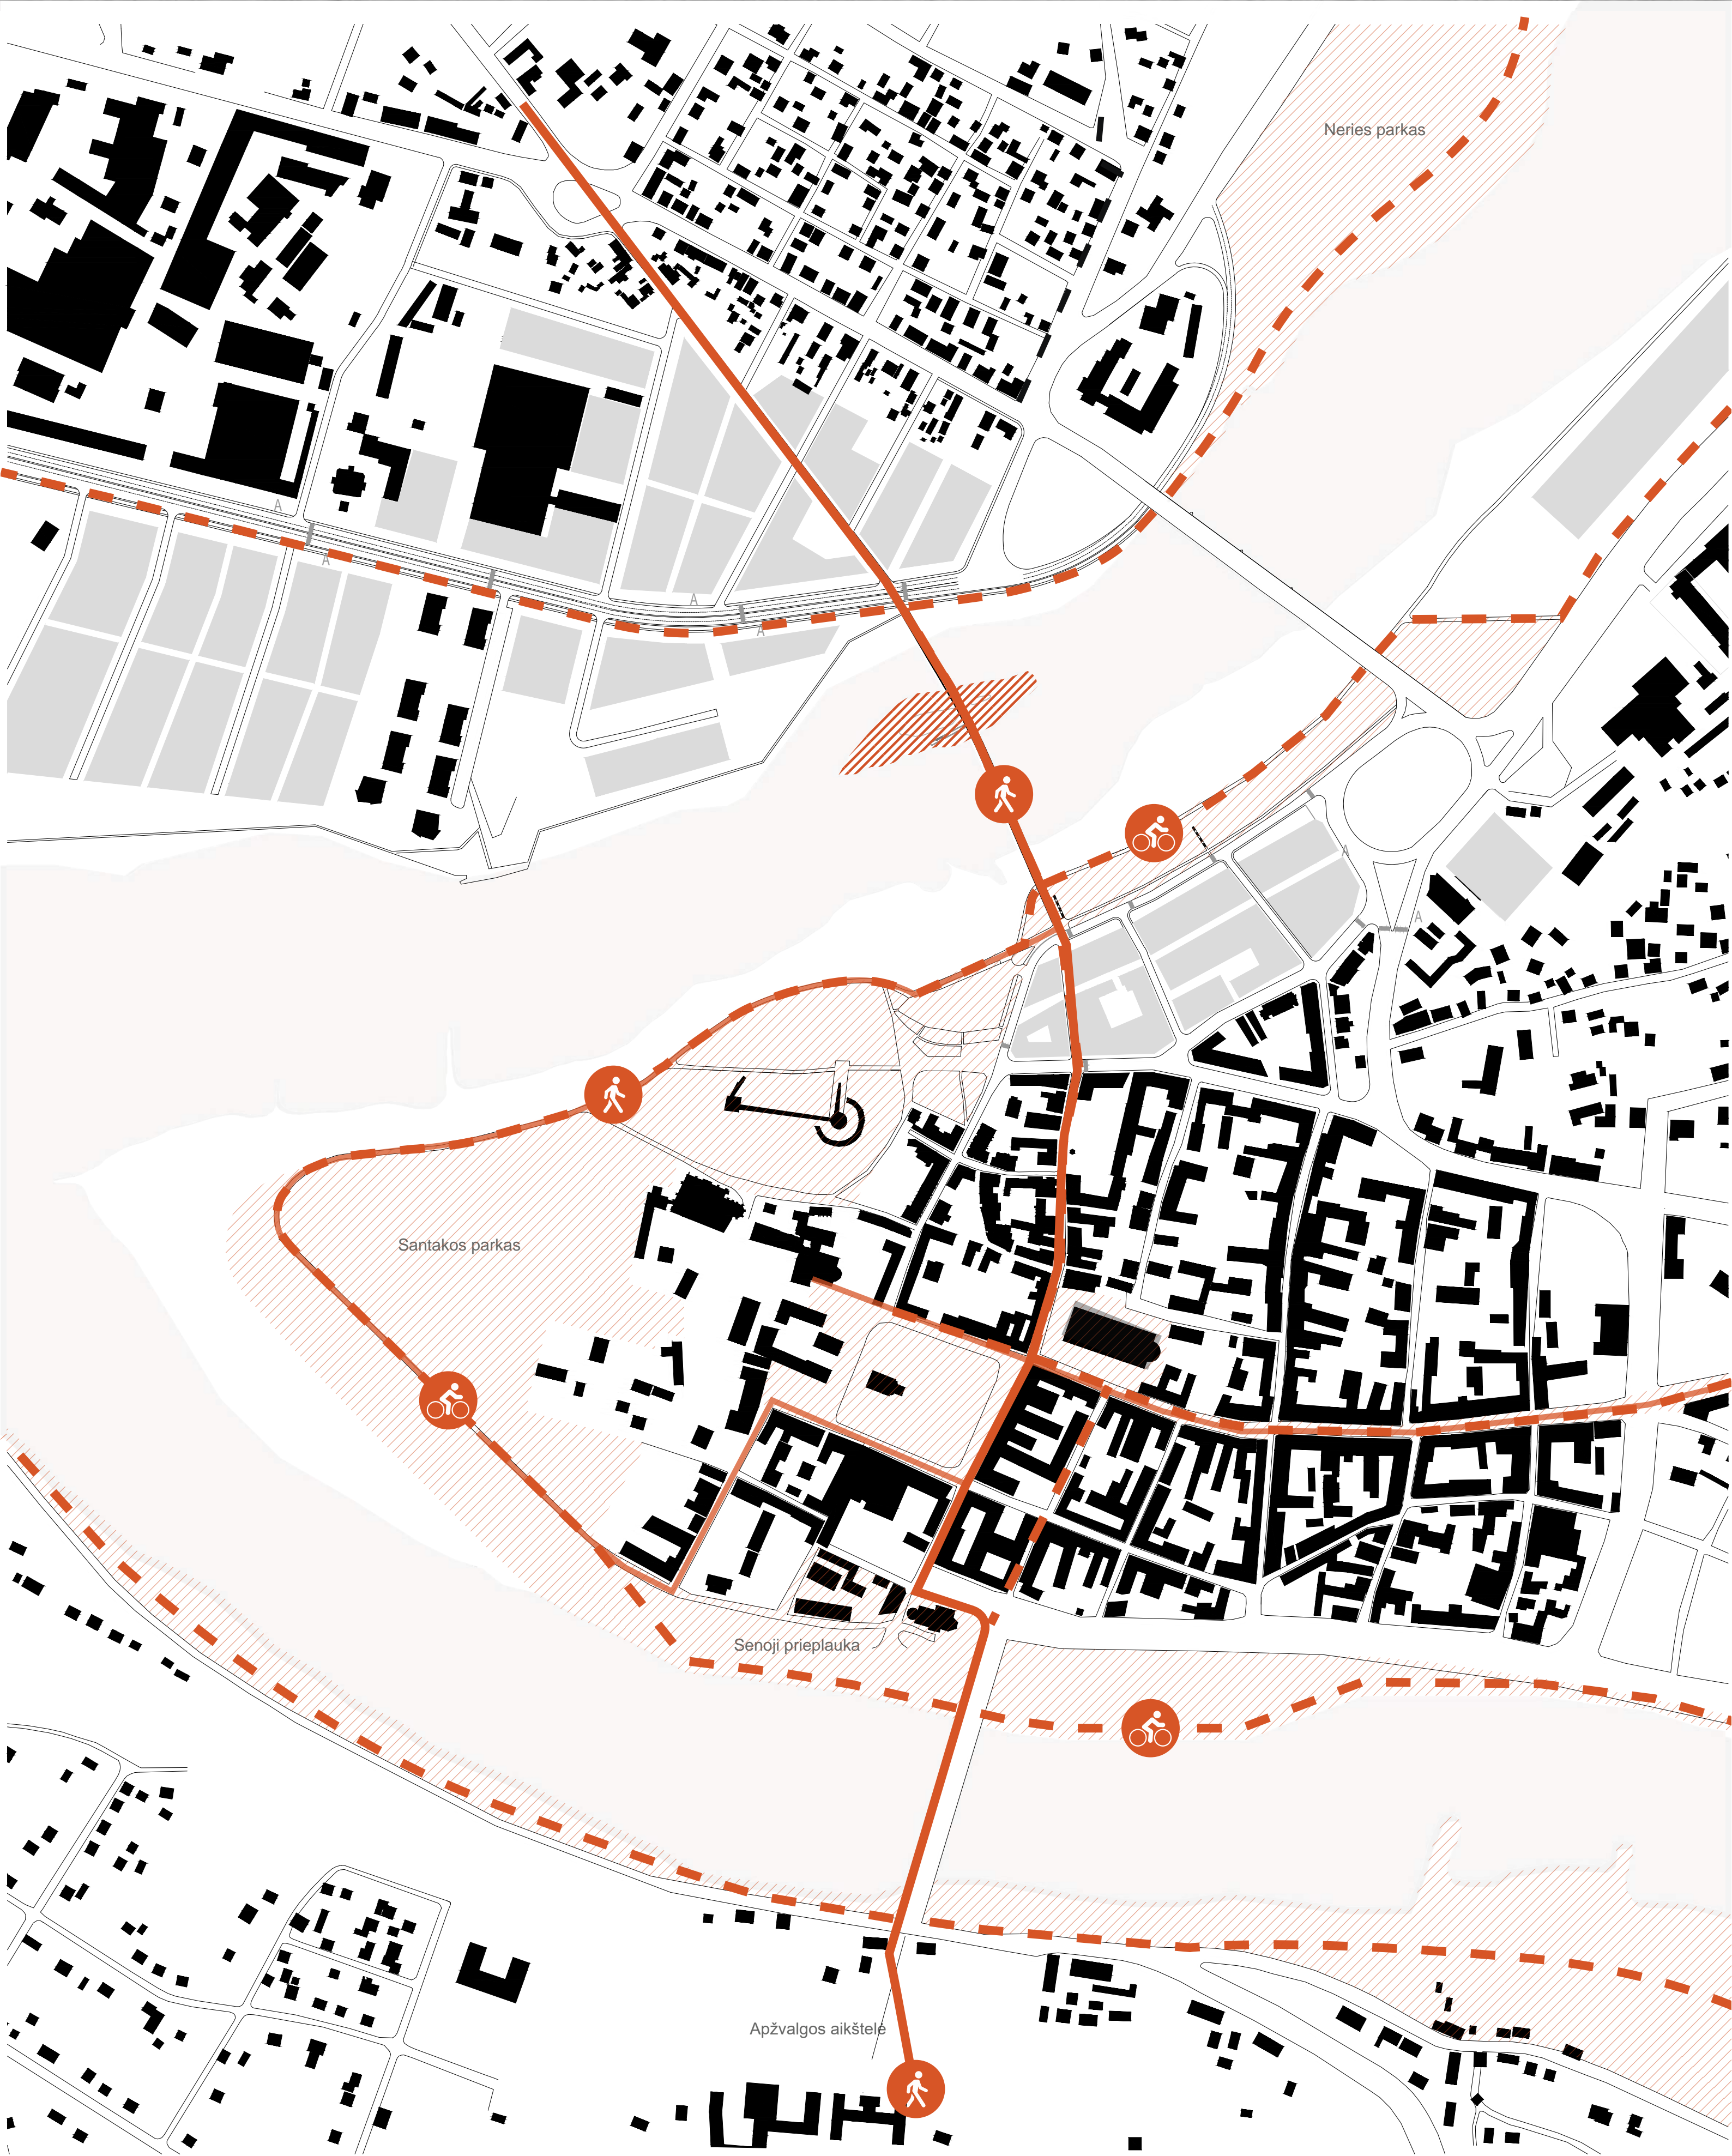 Neries parkas
A
A
A
A
A
A
Santakos parkas
Senoji prieplauka
Apžvalgos aikštelė